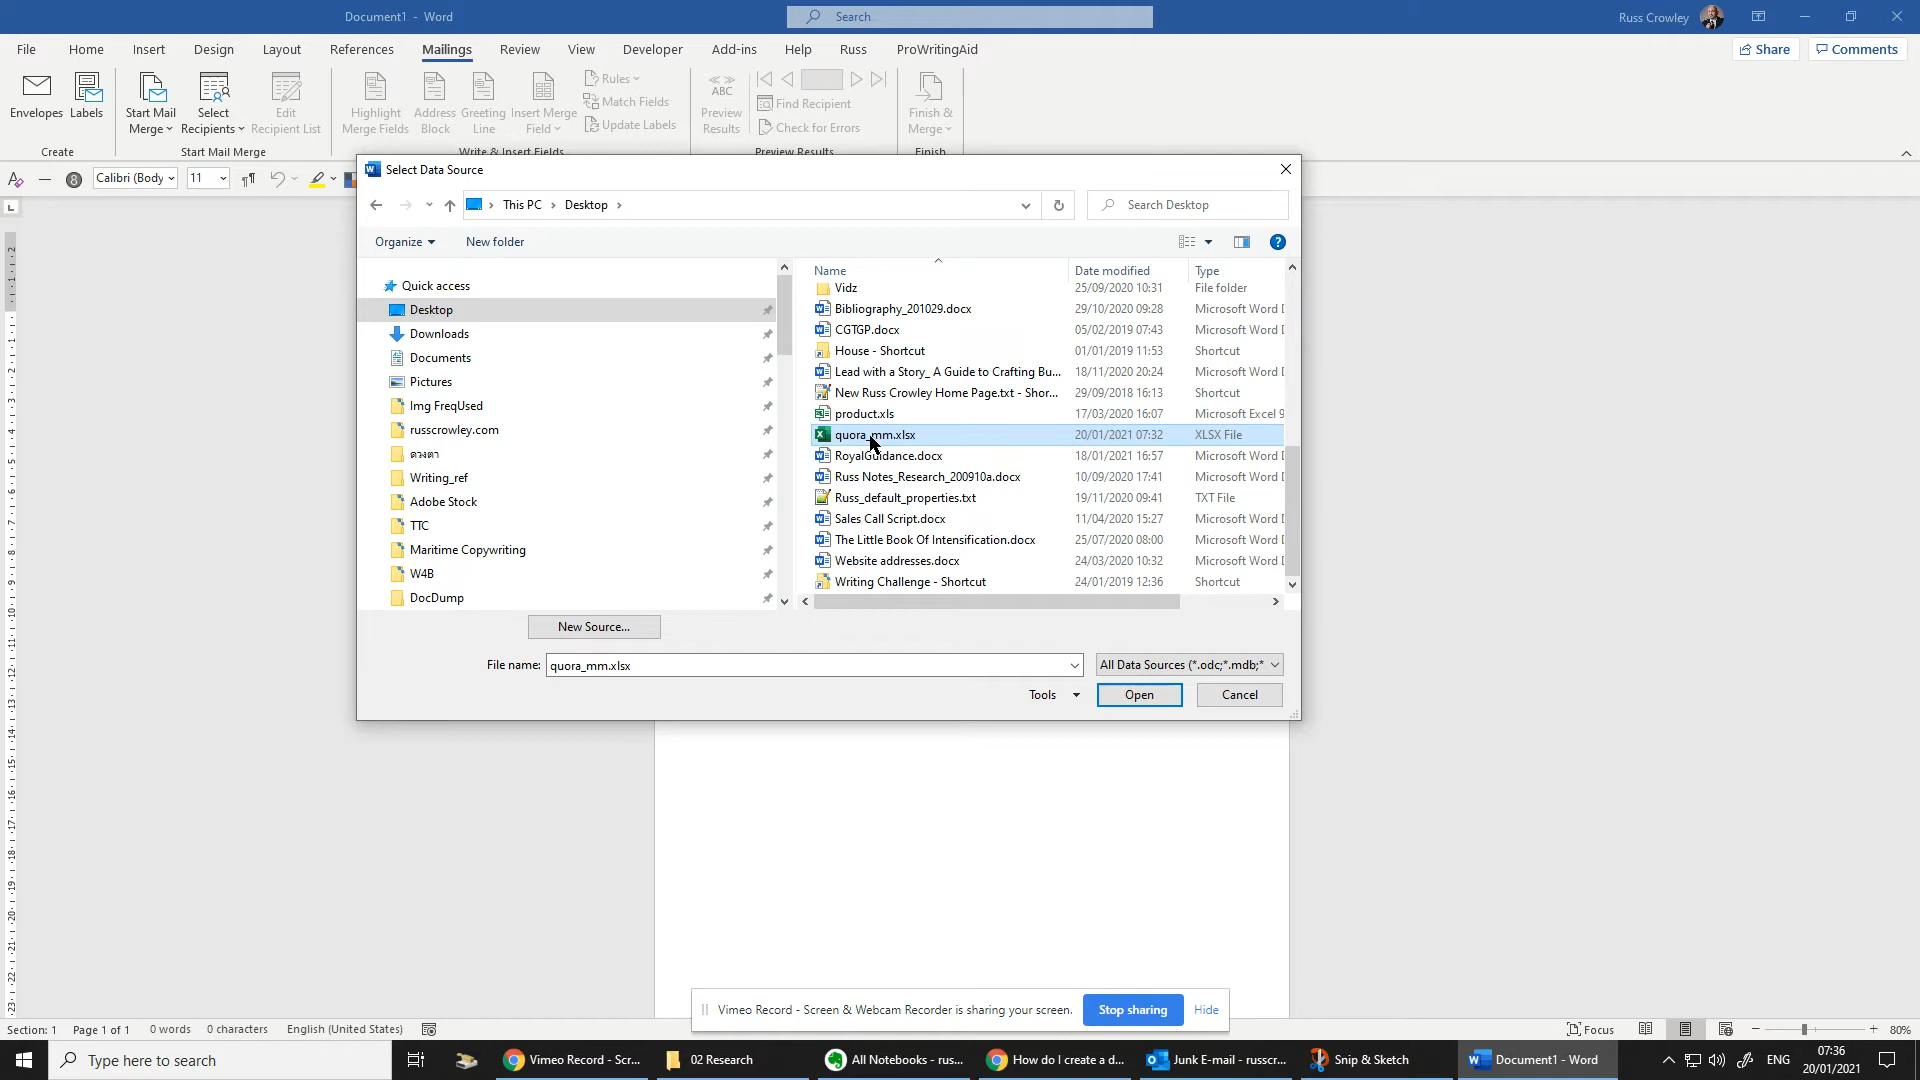 Document1 - Word
Search
Russ Crowley
File Home Insert Design Layout References Mailings Review View Developer Add-ins Help Russ ProWritingAid
Share Comments
Envelopes Labels
Start Mail Merge Select Recipients Edit Recipient List
Highlight Merge Fields Address Block Greeting Line Insert Merge Field
Rules
Match Fields
Update Labels
ABC
Preview Results
Find Recipient
Check for Errors
Finish & Merge
Create Start Mail Merge Write & Insert Fields Preview Results Finish
Calibri (Body 11
Select Data Source
This PC Desktop
Search Desktop
Organize New folder
Quick access
Desktop
Downloads
Documents
Pictures
Img FreqUsed
russcrowley.com
ดวงตา
Writing_ref
Adobe Stock
TTC
Maritime Copywriting
W4B
DocDump
Name Date modified Type
Vidz 25/09/2020 10:31 File folder
Bibliography_201029.docx 29/10/2020 09:28 Microsoft Word D
CGTGP.docx 05/02/2019 07:43 Microsoft Word D
House - Shortcut 01/01/2019 11:53 Shortcut
Lead with a Story_ A Guide to Crafting Bu... 18/11/2020 20:24 Microsoft Word D
New Russ Crowley Home Page.txt - Shor... 29/09/2018 16:13 Shortcut
product.xls 17/03/2020 16:07 Microsoft Excel 9
quora_mm.xlsx 20/01/2021 07:32 XLSX File
RoyalGuidance.docx 18/01/2021 16:57 Microsoft Word D
Russ Notes_Research_200910a.docx 10/09/2020 17:41 Microsoft Word D
Russ_default_properties.txt 19/11/2020 09:41 TXT File
Sales Call Script.docx 11/04/2020 15:27 Microsoft Word D
The Little Book Of Intensification.docx 25/07/2020 08:00 Microsoft Word D
Website addresses.docx 24/03/2020 10:32 Microsoft Word D
Writing Challenge - Shortcut 24/01/2019 12:36 Shortcut
New Source...
File name: quora_mm.xlsx All Data Sources (*.odc;*.mdb;*
Tools Open Cancel
Vimeo Record - Screen & Webcam Recorder is sharing your screen. Stop sharing Hide
Section: 1 Page 1 of 1 0 words 0 characters English (United States) Focus 80%
Type here to search
Vimeo Record - Scr...
02 Research
All Notebooks - rus...
How do I create a d...
Junk E-mail - russcr...
Snip & Sketch
Document1 - Word
ENG
07:36
20/01/2021